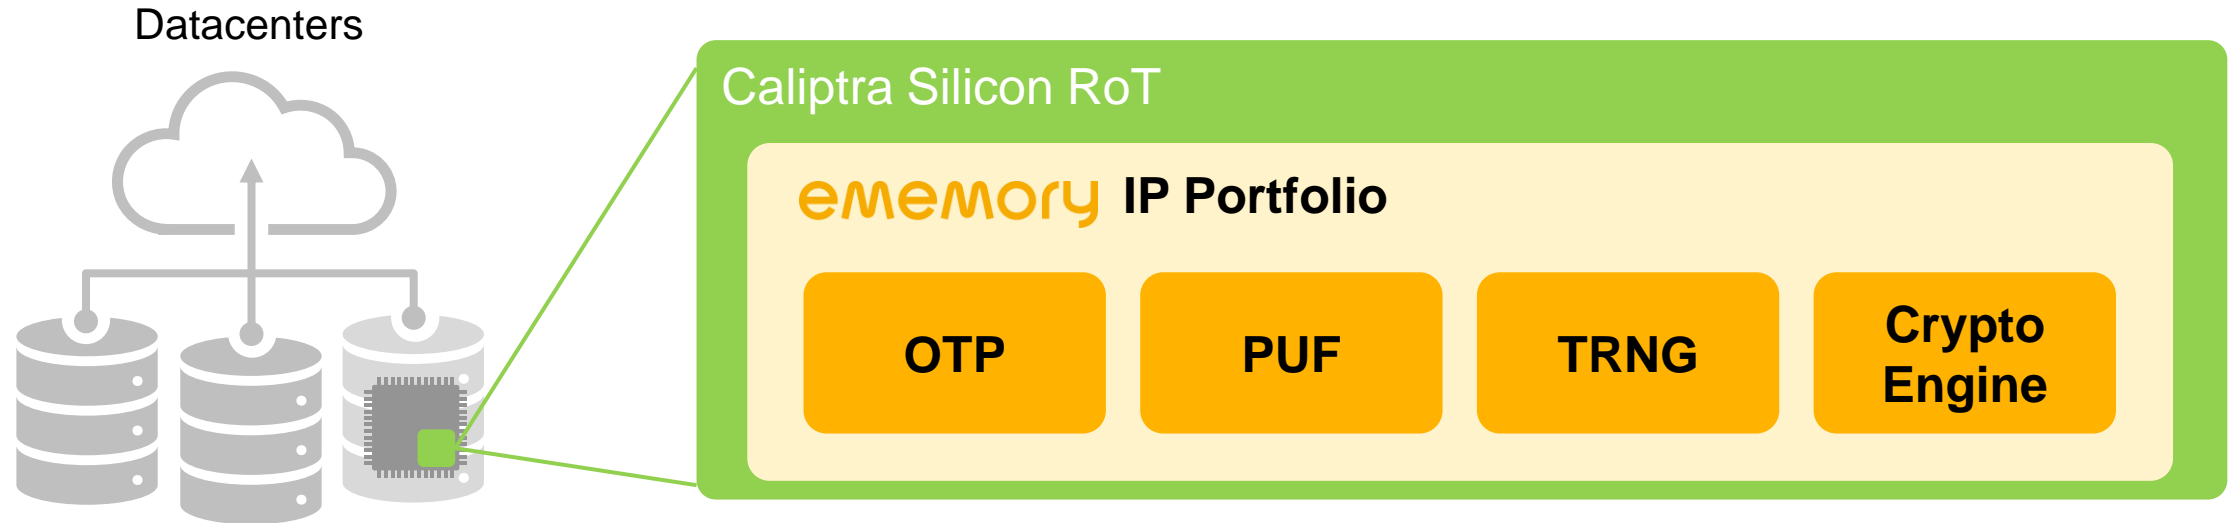 Datacenters
Caliptra Silicon RoT
eMeMory IP Portfolio
OTP
PUF
TRNG
Crypto
Engine